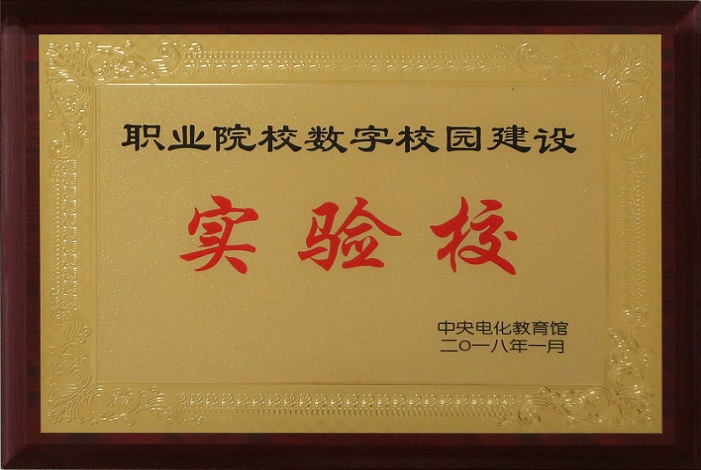 职业院校数字校园建设
实验校
中央电化教育馆
二〇一八年一月